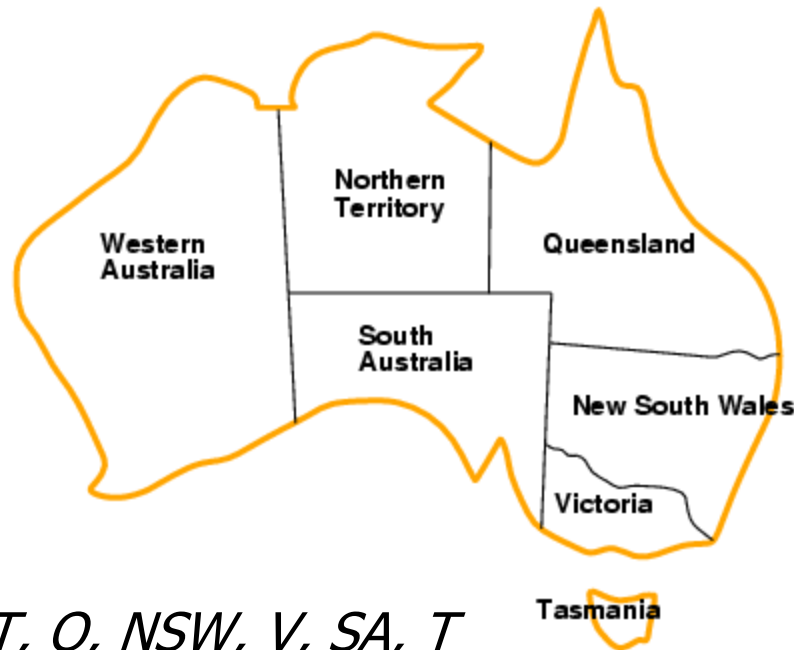 Northern
Territory
Western
Australia
Queensland
South
Australia
New South Wales
Victoria
Tasmania
T, O, NSW, V, SA, T